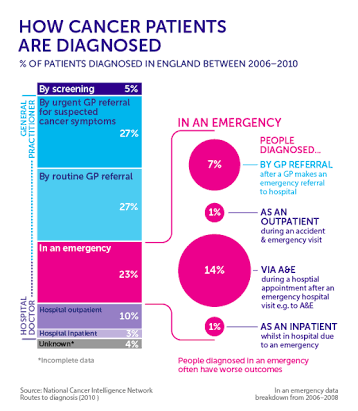 HOW CANCER PATIENTS
ARE DIAGNOSED
% OF PATIENTS DIAGNOSED IN ENGLAND BETWEEN 2006–2010
GENERAL
PRACTITIONER
HOSPITAL
DOCTOR
By screening 5%
By urgent GP referral
for suspected
cancer symptoms
27%
By routine GP referral
27%
In an emergency
23%
Hospital outpatient
10%
Hospital Inpatient 3%
Unknown* 4%
*Incomplete data
IN AN EMERGENCY
PEOPLE
DIAGNOSED...
7%
BY GP REFERRAL
after a GP makes an
emergency referral
to hospital
1%
AS AN
OUTPATIENT
during an accident
& emergency visit
14%
VIA A&E
during a hosptial
appointment after an
emergency hospital
visit e.g. to A&E
1%
AS AN INPATIENT
whilst in hospital due
to an emergency
People diagnosed in an emergency
often have worse outcomes
Source: National Cancer Intelligence Network
Routes to diagnosis (2010 )
In an emergency data
breakdown from 2006–2008